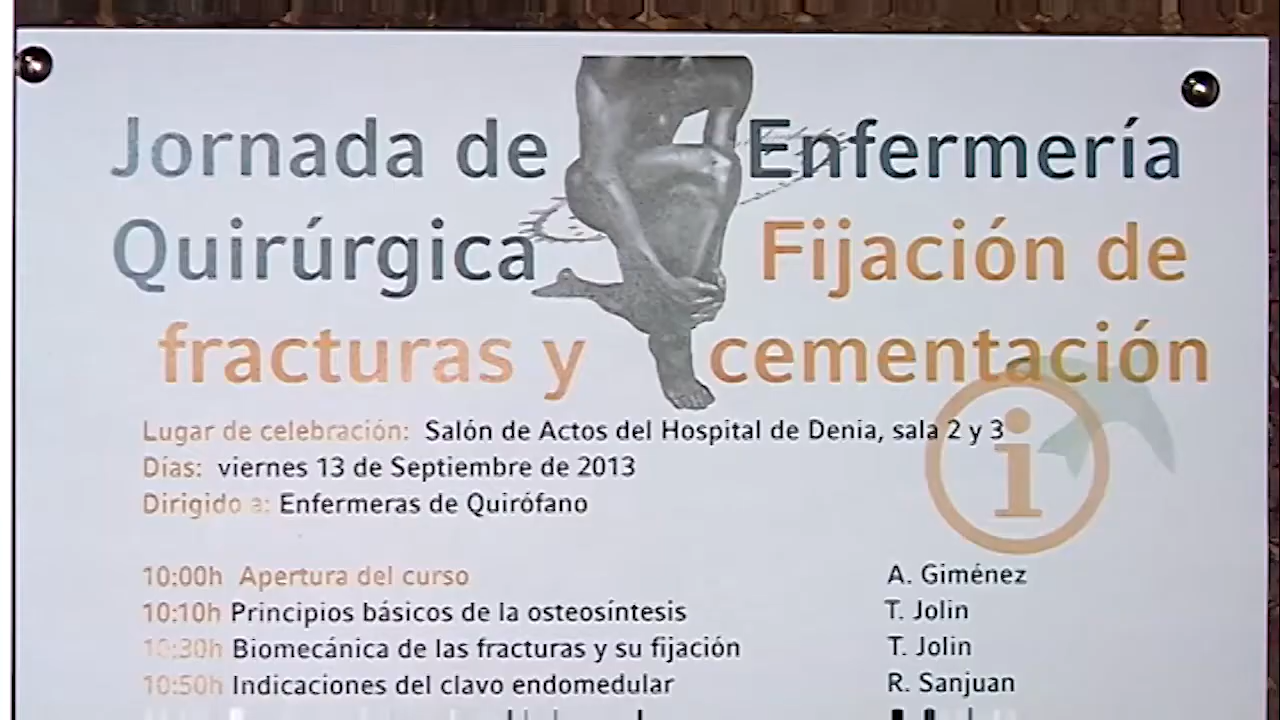 Jornada de Enfermería
Quirúrgica Fijación de
fracturas y cementación
Lugar de celebración: Salón de Actos del Hospital de Denia, sala 2 y 3
Días: viernes 13 de Septiembre de 2013
Dirigido a: Enfermeras de Quirófano
i
10:00h Apertura del curso A. Giménez
10:10h Principios básicos de la osteosíntesis T. Jolin
10:30h Biomecánica de las fracturas y su fijación T. Jolin
10:50h Indicaciones del clavo endomedular R. Sanjuan